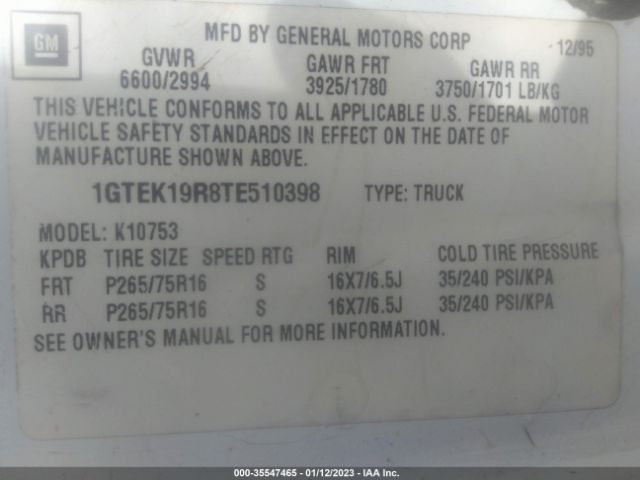 GM
MFD BY GENERAL MOTORS CORP 12/95
GVWR GAWR FRT GAWR RR
6600/2994 3925/1780 3750/1701 LB/KG
THIS VEHICLE CONFORMS TO ALL APPLICABLE U.S. FEDERAL MOTOR
VEHICLE SAFETY STANDARDS IN EFFECT ON THE DATE OF
MANUFACTURE SHOWN ABOVE.
1GTEK19R8TE510398 TYPE: TRUCK
MODEL: K10753
KPDB TIRE SIZE SPEED RTG RIM COLD TIRE PRESSURE
FRT P265/75R16 S 16X7/6.5J 35/240 PSI/KPA
RR P265/75R16 S 16X7/6.5J 35/240 PSI/KPA
SEE OWNER'S MANUAL FOR MORE INFORMATION.
000-35547465 - 01/12/2023 - IAA Inc.